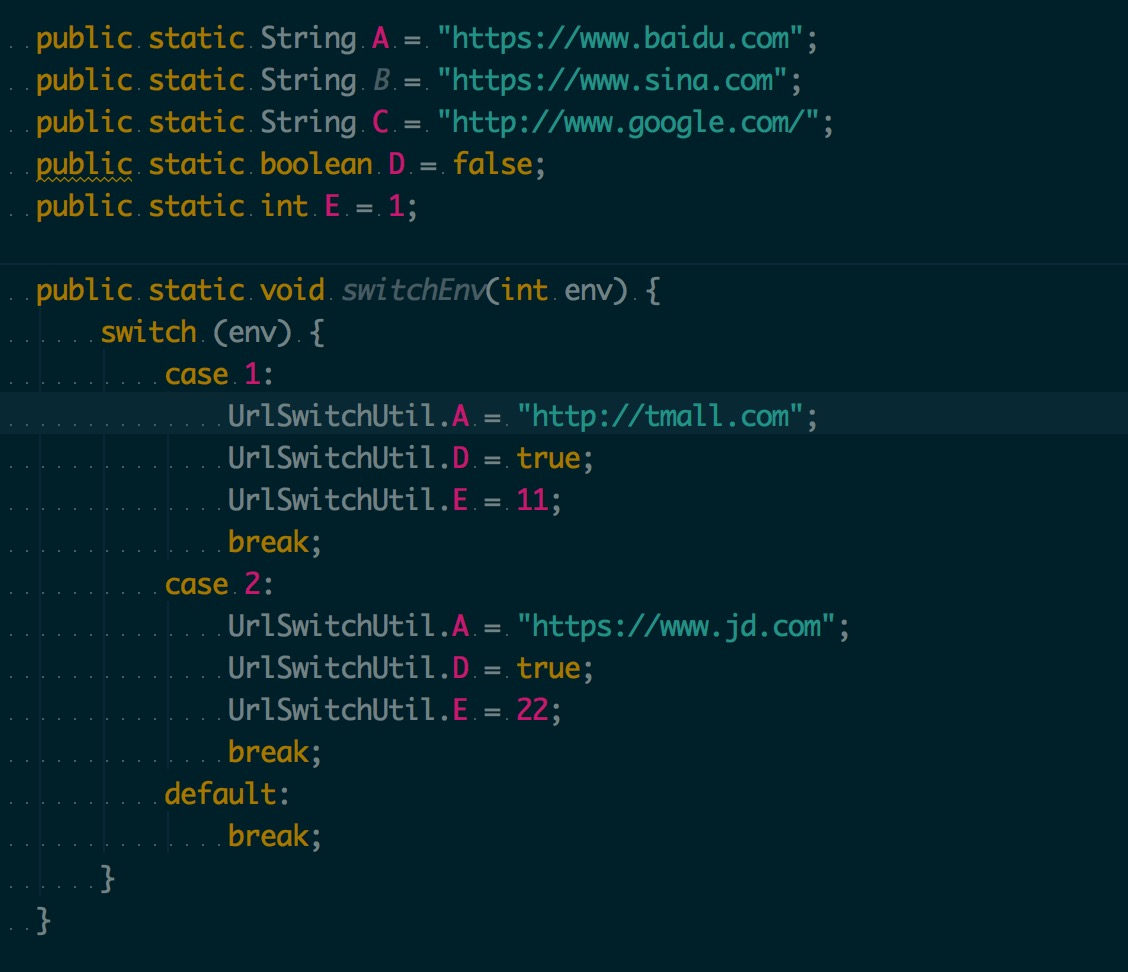 public static String A = "https://www.baidu.com";
public static String B = "https://www.sina.com";
public static String C = "http://www.google.com/";
public static boolean D = false;
public static int E = 1;
public static void switchEnv(int env) {
switch (env) {
case 1:
UrlSwitchUtil.A = "http://tmall.com";
UrlSwitchUtil.D = true;
UrlSwitchUtil.E = 11;
break;
case 2:
UrlSwitchUtil.A = "https://www.jd.com";
UrlSwitchUtil.D = true;
UrlSwitchUtil.E = 22;
break;
default:
break;
}
}